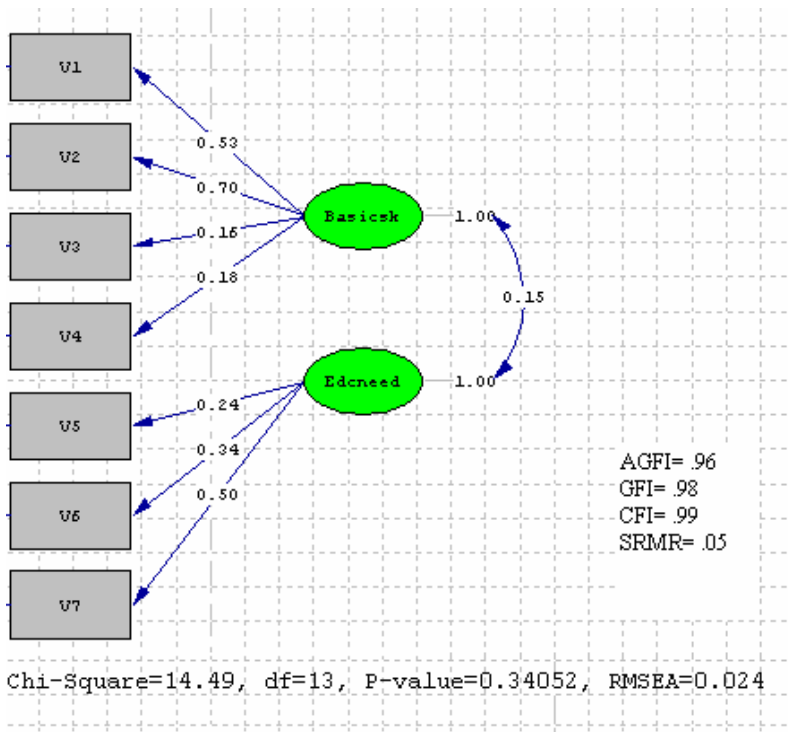 V1
0.53
V2
0.70
Basicsk
1.00
V3
0.16
0.18
0.15
V4
Edcneed
1.00
0.24
V5
0.34
AGFI= .96
GFI= .98
0.50
CFI= .99
V6
SRMR= .05
V7
Chi-Square=14.49, df=13, P-value=0.34052, RMSEA=0.024